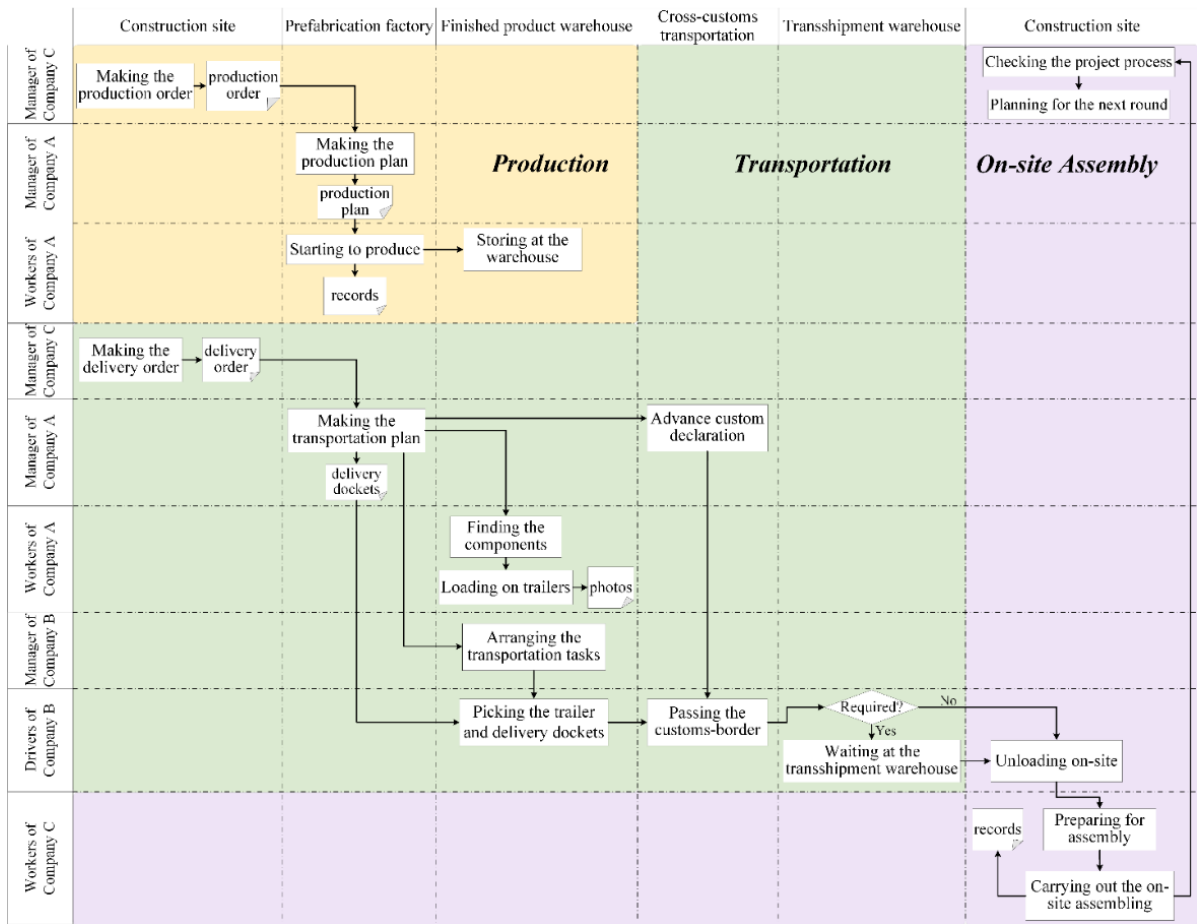 Construction site
Prefabrication factory
Finished product warehouse
Cross-customs
transportation
Transshipment warehouse
Construction site
Manager of
Company C
Making the
production order
production
order
Checking the project process
Planning for the next round
Manager of
Company A
Making the
production plan
production
plan
Production
Transportation
On-site Assembly
Workers of
Company A
Starting to produce
Storing at the
warehouse
records
Manager of
Company C
Making the
delivery order
delivery
order
Manager of
Company A
Making the
transportation plan
Advance custom
declaration
delivery
dockets
Workers of
Company A
Finding the
components
Loading on trailers
photos
Manager of
Company B
Arranging the
transportation tasks
Drivers of
Company B
Picking the trailer
and delivery dockets
Passing the
customs-border
Required?
No
Yes
Waiting at the
transshipment warehouse
Unloading on-site
Workers of
Company C
records
Preparing for
assembly
Carrying out the on-
site assembling